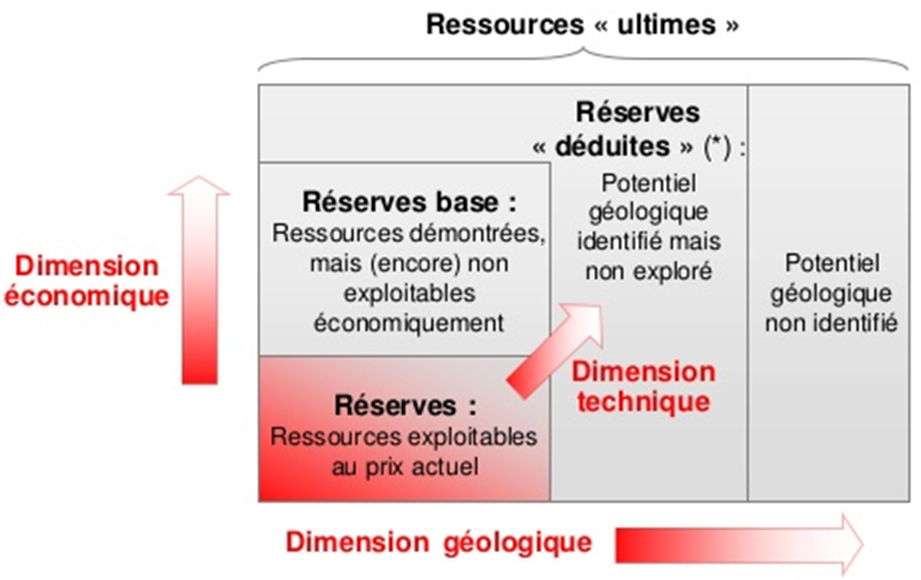 Ressources « ultimes »
Réserves
« déduites » (*) :
Potentiel
géologique
identifié mais
non exploré
Réserves base :
Ressources démontrées,
mais (encore) non
exploitables
économiquement
Potentiel
géologique
non identifié
Dimension
économique
Dimension
technique
Réserves :
Ressources exploitables
au prix actuel
Dimension géologique